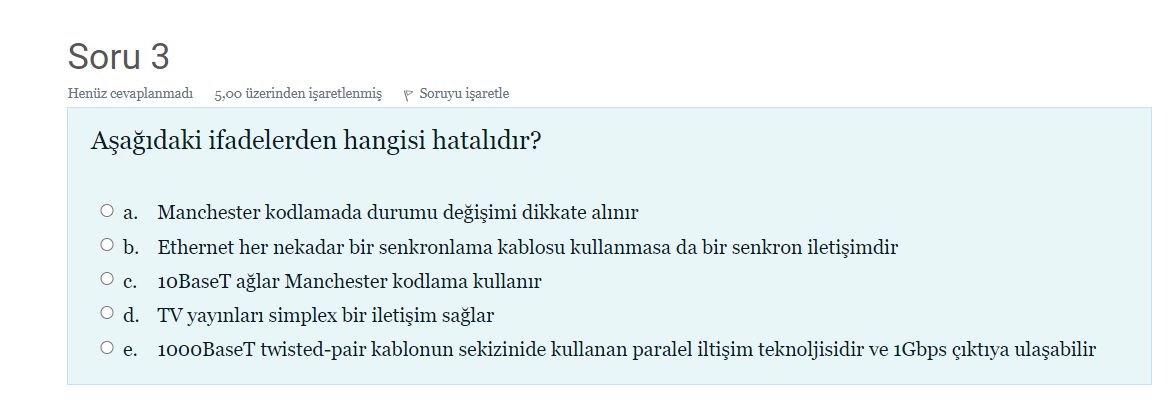 Soru 3
Henüz cevaplanmadı 5,00 üzerinden işaretlenmiş Soruyu işaretle
Aşağıdaki ifadelerden hangisi hatalıdır?
a. Manchester kodlamada durumu değişimi dikkate alınır
b. Ethernet her nekadar bir senkronlama kablosu kullanmasa da bir senkron iletişimdir
c. 10BaseT ağlar Manchester kodlama kullanır
d. TV yayınları simplex bir iletişim sağlar
e. 1000BaseT twisted-pair kablonun sekizinide kullanan paralel iltişim teknoljisidir ve 1Gbps çıktıya ulaşabilir